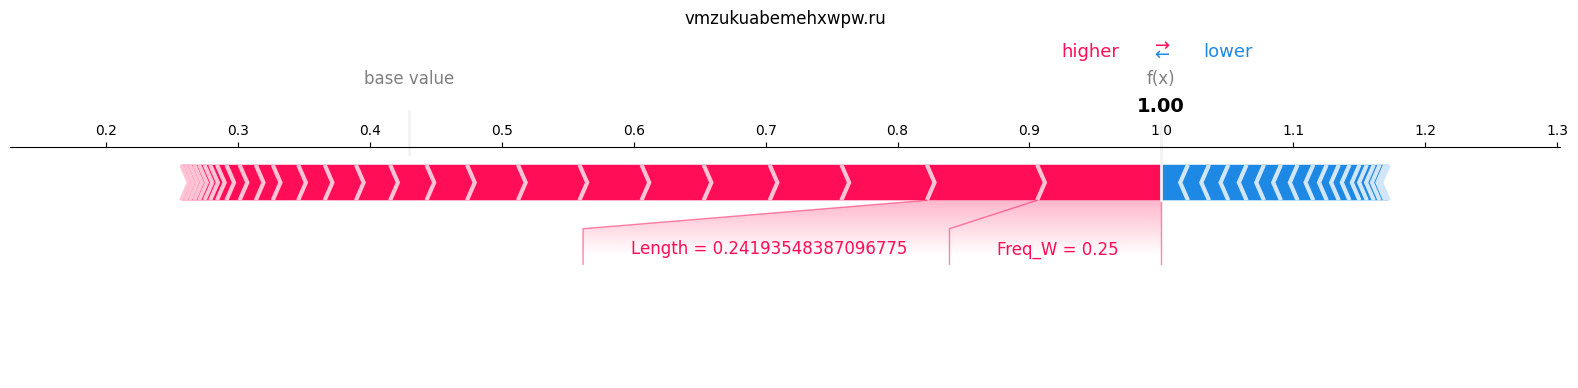 vmzukuabemehxwpw.ru
higher ⇄ lower
base value f(x)
1.00
0.2 0.3 0.4 0.5 0.6 0.7 0.8 0.9 1.0 1.1 1.2 1.3
Length = 0.24193548387096775 Freq_W = 0.25